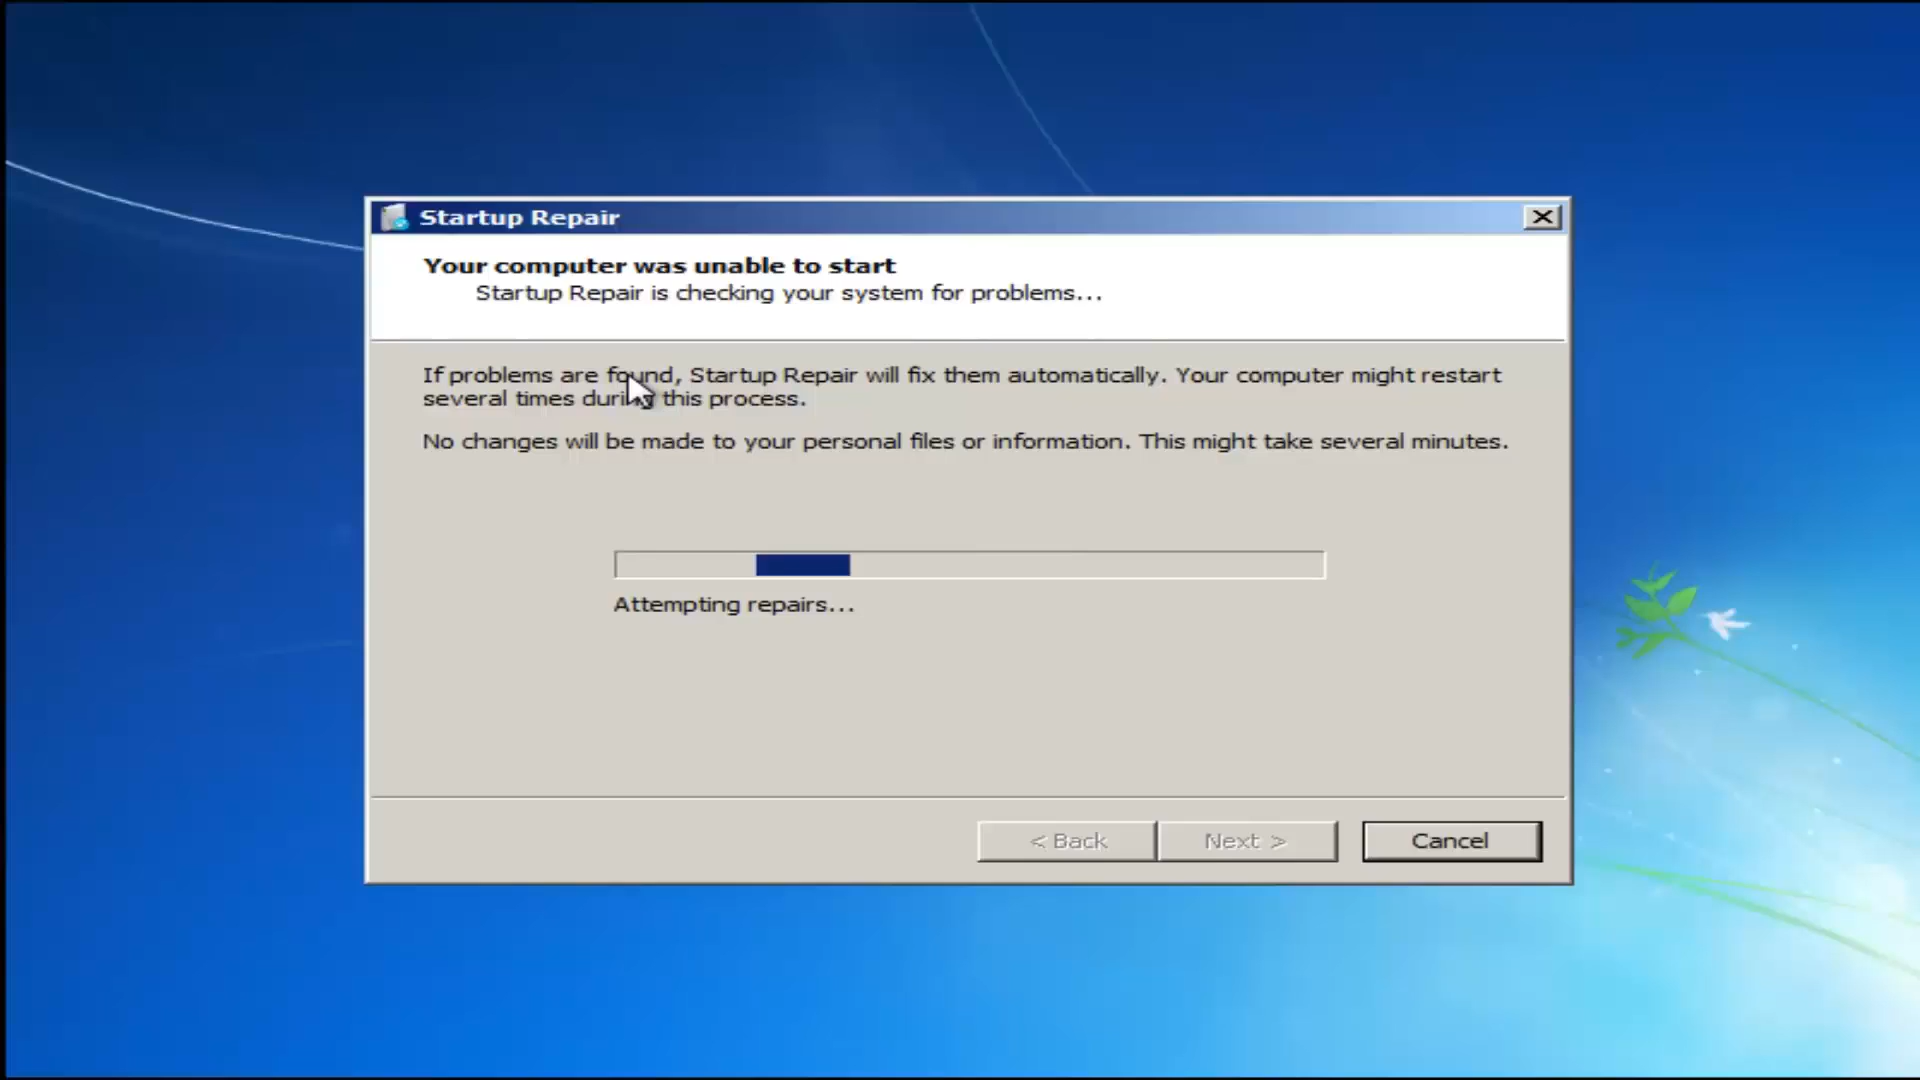 Startup Repair
Your computer was unable to start
Startup Repair is checking your system for problems...
If problems are found, Startup Repair will fix them automatically. Your computer might restart
several times during this process.
No changes will be made to your personal files or information. This might take several minutes.
Attempting repairs...
< Back
Next >
Cancel